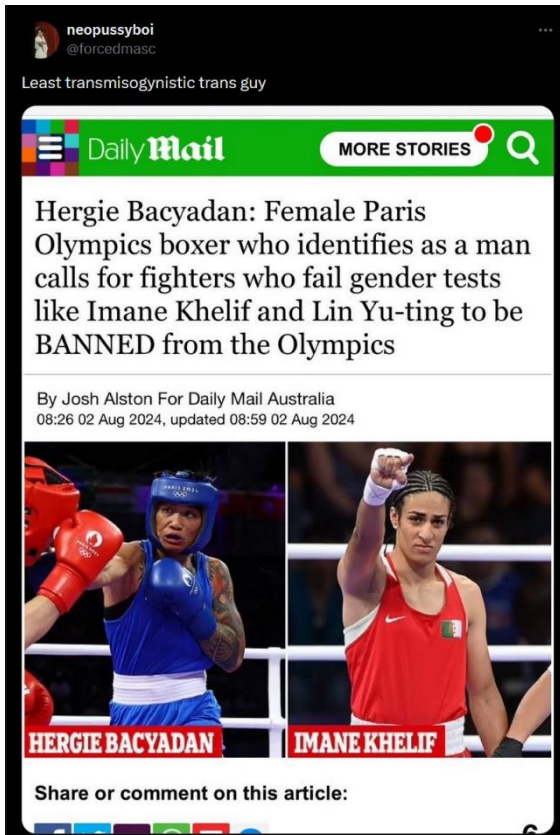 neopussyboi
@forcedmasc
Least transmisogynistic trans guy
Daily Mail
MORE STORIES
Hergie Bacyadan: Female Paris
Olympics boxer who identifies as a man
calls for fighters who fail gender tests
like Imane Khelif and Lin Yu-ting to be
BANNED from the Olympics
By Josh Alston For Daily Mail Australia
08:26 02 Aug 2024, updated 08:59 02 Aug 2024
HERGIE BACYADAN
IMANE KHELIF
Share or comment on this article: